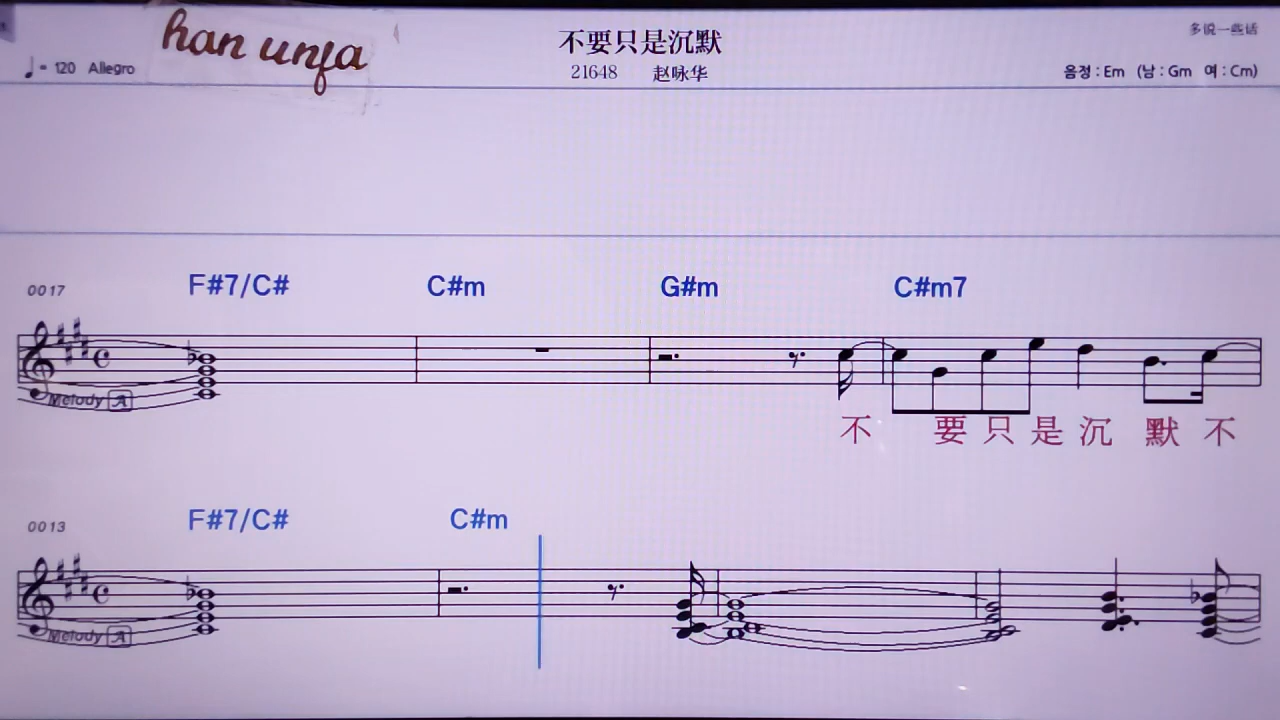 han unfa
不要只是沉默
多说一些话
♩= 120 Allegro
21648 赵咏华
음정 : Em (남 : Gm 여 : Cm)
0017 F#7/C# C#m G#m C#m7
Melody A
不 要 只 是 沉 默 不
0013 F#7/C# C#m
Melody A